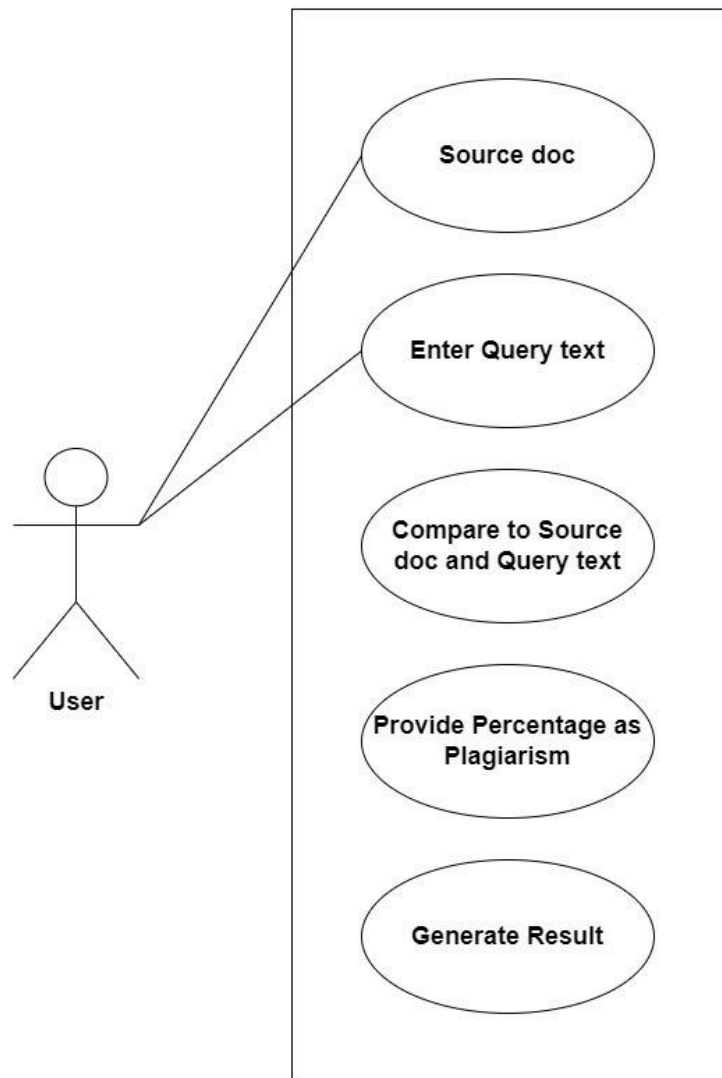 Source doc
Enter Query text
Compare to Source
doc and Query text
User
Provide Percentage as
Plagiarism
Generate Result